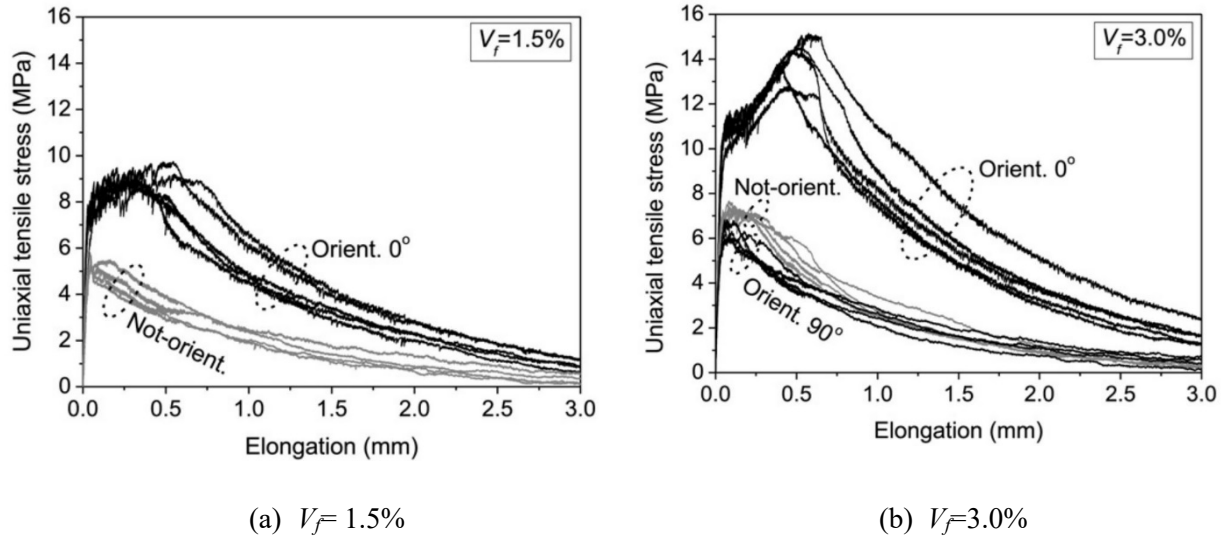 16
14
12
10
8
6
4
2
0
Uniaxial tensile stress (MPa)
V_f=1.5%
Orient. 0°
Not-orient.
0.0 0.5 1.0 1.5 2.0 2.5 3.0
Elongation (mm)
(a) V_f= 1.5%
16
14
12
10
8
6
4
2
0
Uniaxial tensile stress (MPa)
V_f=3.0%
Orient. 0°
Not-orient.
Orient. 90°
0.0 0.5 1.0 1.5 2.0 2.5 3.0
Elongation (mm)
(b) V_f=3.0%